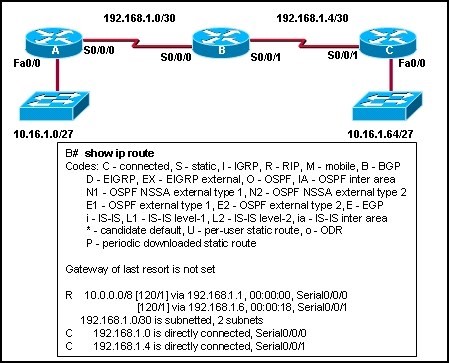 192.168.1.0/30
192.168.1.4/30
A
B
C
Fa0/0
S0/0/0
S0/0/0
S0/0/1
S0/0/1
Fa0/0
10.16.1.0/27
10.16.1.64/27
B# show ip route
Codes: C - connected, S - static, I - IGRP, R - RIP, M - mobile, B - BGP
D - EIGRP, EX - EIGRP external, O - OSPF, IA - OSPF inter area
N1 - OSPF NSSA external type 1, N2 - OSPF NSSA external type 2
E1 - OSPF external type 1, E2 - OSPF external type 2, E - EGP
i - IS-IS, L1 - IS-IS level-1, L2 - IS-IS level-2, ia - IS-IS inter area
* - candidate default, U - per-user static route, o - ODR
P - periodic downloaded static route
Gateway of last resort is not set
R 10.0.0.0/8 [120/1] via 192.168.1.1, 00:00:00, Serial0/0/0
[120/1] via 192.168.1.6, 00:00:18, Serial0/0/1
192.168.1.0/30 is subnetted, 2 subnets
C 192.168.1.0 is directly connected, Serial0/0/0
C 192.168.1.4 is directly connected, Serial0/0/1